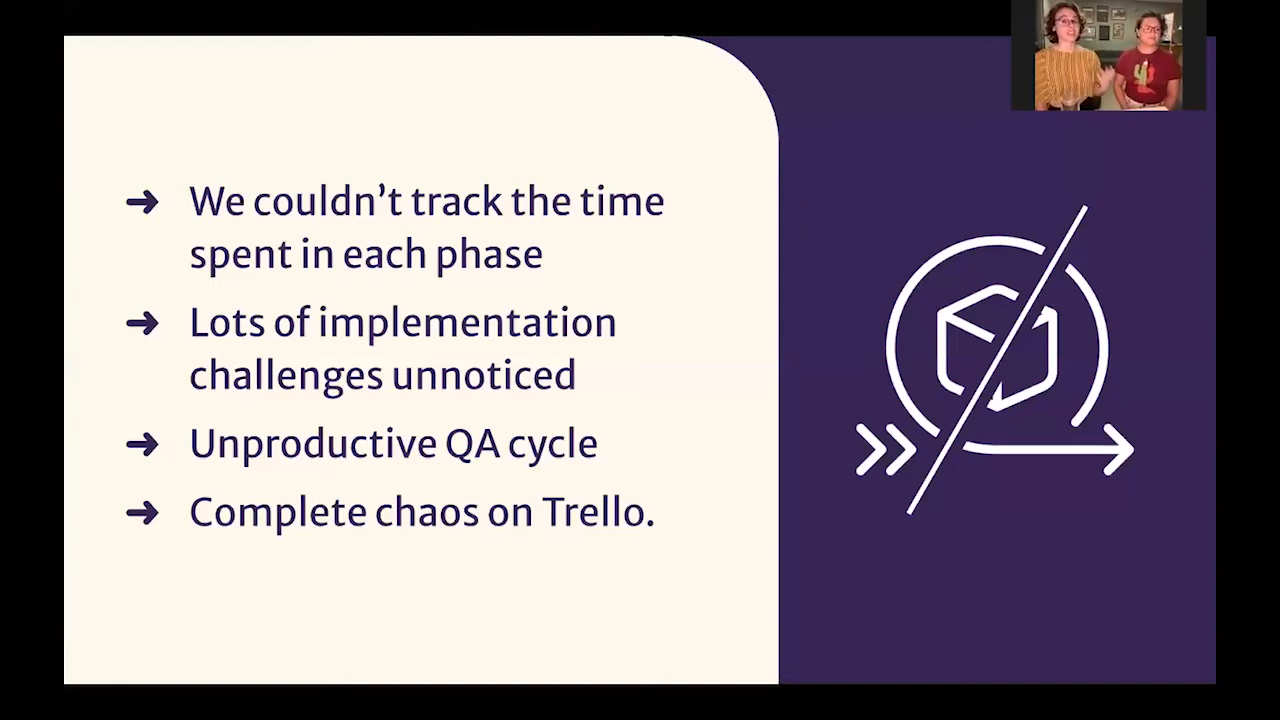 ➜ We couldn’t track the time
spent in each phase
➜ Lots of implementation
challenges unnoticed
➜ Unproductive QA cycle
➜ Complete chaos on Trello.